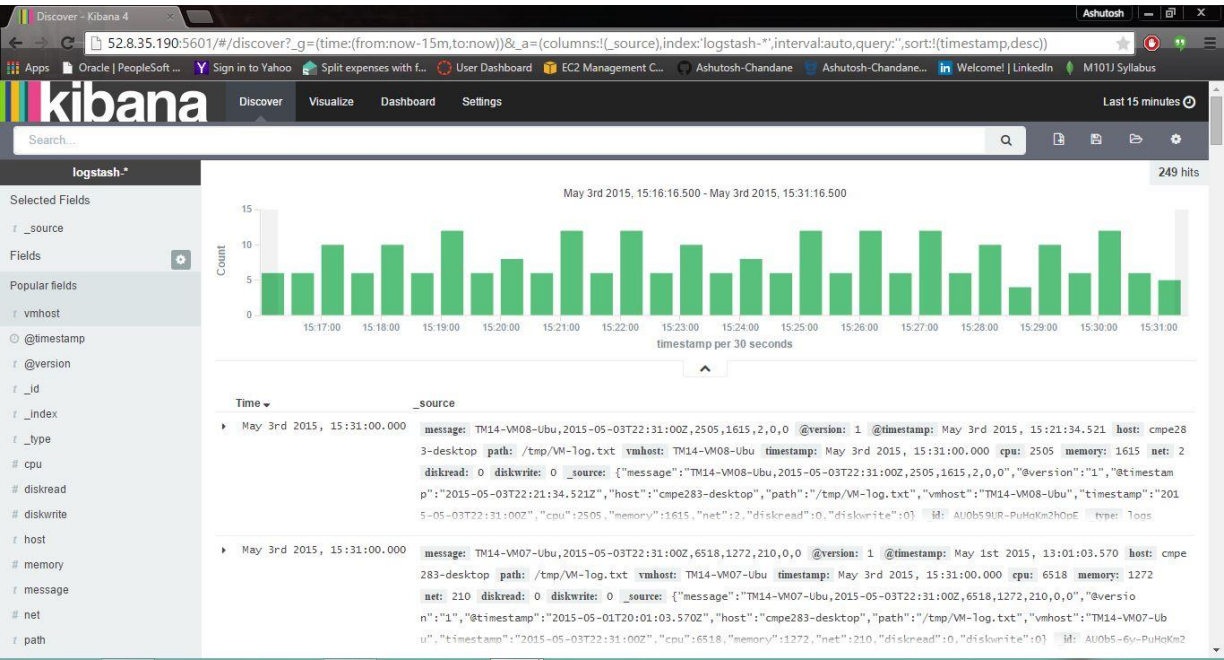 Discover - Kibana 4
Ashutosh
52.8.35.190:5601/#/discover?_g=(time:(from:now-15m,to:now))&_a=(columns:!(_source),index:'logstash-*',interval:auto,query:'',sort:!(timestamp,desc))
Apps Oracle | PeopleSoft ... Sign in to Yahoo Split expenses with f... User Dashboard EC2 Management C... Ashutosh-Chandane Ashutosh-Chandane... Welcome! | LinkedIn M101J Syllabus
kibana Discover Visualize Dashboard Settings Last 15 minutes
Search...
logstash-*
249 hits
Selected Fields
t _source
Fields
Popular fields
t vmhost
@timestamp
t @version
t _id
t _index
t _type
# cpu
# diskread
# diskwrite
t host
# memory
t message
# net
t path
May 3rd 2015, 15:16:16.500 - May 3rd 2015, 15:31:16.500
Count
15
10
5
0
15:17:00 15:18:00 15:19:00 15:20:00 15:21:00 15:22:00 15:23:00 15:24:00 15:25:00 15:26:00 15:27:00 15:28:00 15:29:00 15:30:00 15:31:00
timestamp per 30 seconds
Time _source
May 3rd 2015, 15:31:00.000 message: TM14-VM08-Ubu,2015-05-03T22:31:00Z,2505,1615,2,0,0 @version: 1 @timestamp: May 3rd 2015, 15:21:34.521 host: cmpe28
3-desktop path: /tmp/VM-log.txt vmhost: TM14-VM08-Ubu timestamp: May 3rd 2015, 15:31:00.000 cpu: 2505 memory: 1615 net: 2
diskread: 0 diskwrite: 0 _source: {"message":"TM14-VM08-Ubu,2015-05-03T22:31:00Z,2505,1615,2,0,0","@version":"1","@timestam
p":"2015-05-03T22:21:34.521Z","host":"cmpe283-desktop","path":"/tmp/VM-log.txt","vmhost":"TM14-VM08-Ubu","timestamp":"201
5-05-03T22:31:00Z","cpu":2505,"memory":1615,"net":2,"diskread":0,"diskwrite":0} _id: AU0b59UR-PuHqKm2hOpE _type: logs
May 3rd 2015, 15:31:00.000 message: TM14-VM07-Ubu,2015-05-03T22:31:00Z,6518,1272,210,0,0 @version: 1 @timestamp: May 1st 2015, 13:01:03.570 host: cmpe
283-desktop path: /tmp/VM-log.txt vmhost: TM14-VM07-Ubu timestamp: May 3rd 2015, 15:31:00.000 cpu: 6518 memory: 1272
net: 210 diskread: 0 diskwrite: 0 _source: {"message":"TM14-VM07-Ubu,2015-05-03T22:31:00Z,6518,1272,210,0,0","@versio
n":"1","@timestamp":"2015-05-01T20:01:03.570Z","host":"cmpe283-desktop","path":"/tmp/VM-log.txt","vmhost":"TM14-VM07-Ub
u","timestamp":"2015-05-03T22:31:00Z","cpu":6518,"memory":1272,"net":210,"diskread":0,"diskwrite":0} _id: AU0b5-6y-PuHqKm2